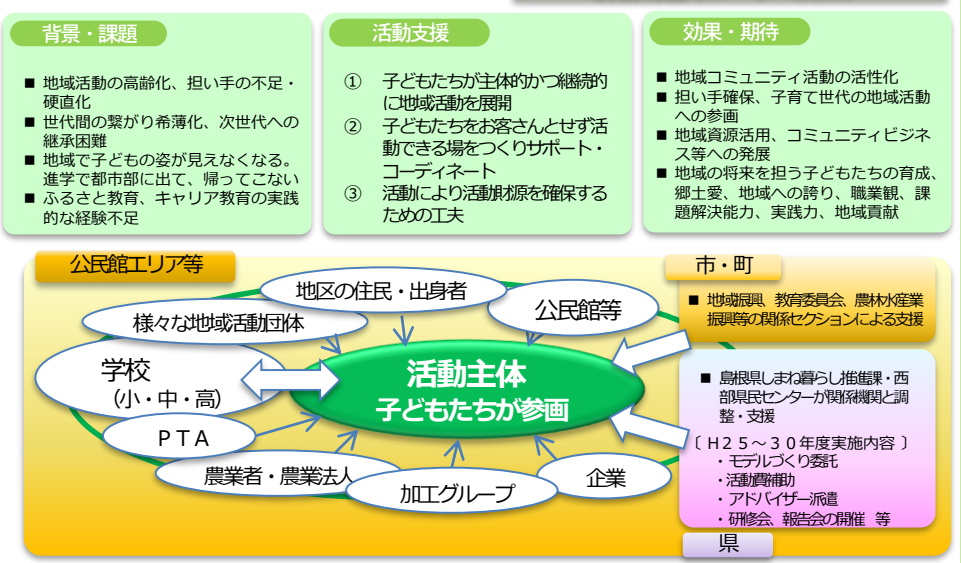 背景・課題
■ 地域活動の高齢化、担い手の不足・
硬直化
■ 世代間の繋がり希薄化、次世代への
継承困難
■ 地域で子どもの姿が見えなくなる。
進学で都市部に出て、帰ってこない
■ ふるさと教育、キャリア教育の実践
的な経験不足
活動支援
① 子どもたちが主体的かつ継続的
に地域活動を展開
② 子どもたちをお客さんとせず活
動できる場をつくりサポート・
コーディネート
③ 活動により活動財源を確保する
ための工夫
効果・期待
■ 地域コミュニティ活動の活性化
■ 担い手確保、子育て世代の地域活動
への参画
■ 地域資源活用、コミュニティビジネ
ス等への発展
■ 地域の将来を担う子どもたちの育成、
郷土愛、地域への誇り、職業観、課
題解決能力、実践力、地域貢献
公民館エリア等
地区の住民・出身者
公民館等
様々な地域活動団体
学校
(小・中・高)
PTA
農業者・農業法人
加工グループ
企業
活動主体
子どもたちが参画
市・町
■ 地域振興、教育委員会、農林水産業
振興等の関係セクションによる支援
■ 島根県しまね暮らし推進課・西
部県民センターが関係機関と調
整・支援
〔H25~30年度実施内容〕
・モデルづくり委託
・活動費補助
・アドバイザー派遣
・研修会、報告会の開催 等
県